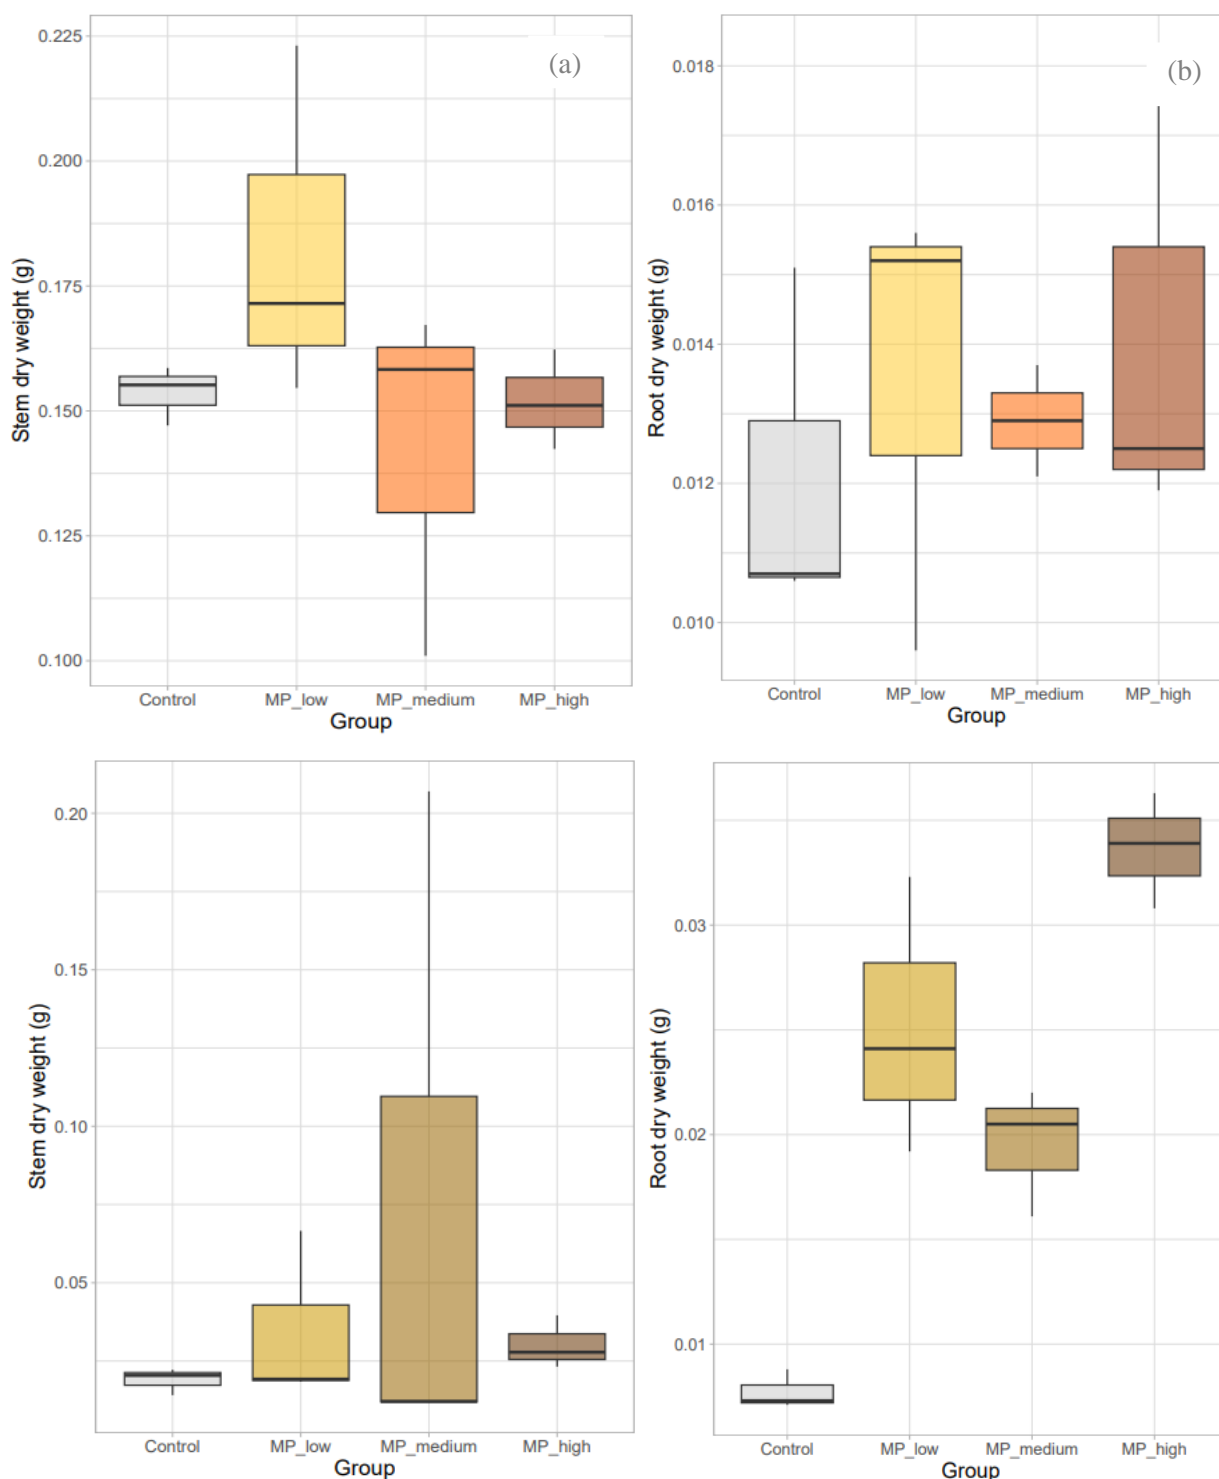 (a)
0.225
0.200
0.175
0.150
0.125
0.100
Stem dry weight (g)
Control MP_low MP_medium MP_high
Group
(b)
0.018
0.016
0.014
0.012
0.010
Root dry weight (g)
Control MP_low MP_medium MP_high
Group
0.20
0.15
0.10
0.05
Stem dry weight (g)
Control MP_low MP_medium MP_high
Group
0.03
0.02
0.01
Root dry weight (g)
Control MP_low MP_medium MP_high
Group